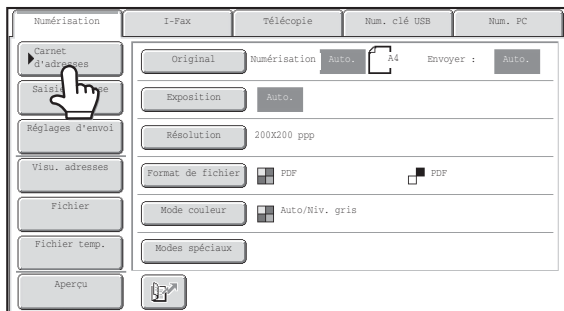 Numérisation
I-Fax
Télécopie
Num. clé USB
Num. PC
Carnet
d'adresses
Original
Numérisation
Auto.
A4
Envoyer :
Auto.
Exposition
Auto.
Réglages d'envoi
Résolution
200X200 ppp
Visu. adresses
Format de fichier
PDF
PDF
Fichier
Mode couleur
Auto/Niv. gris
Fichier temp.
Modes spéciaux
Aperçu